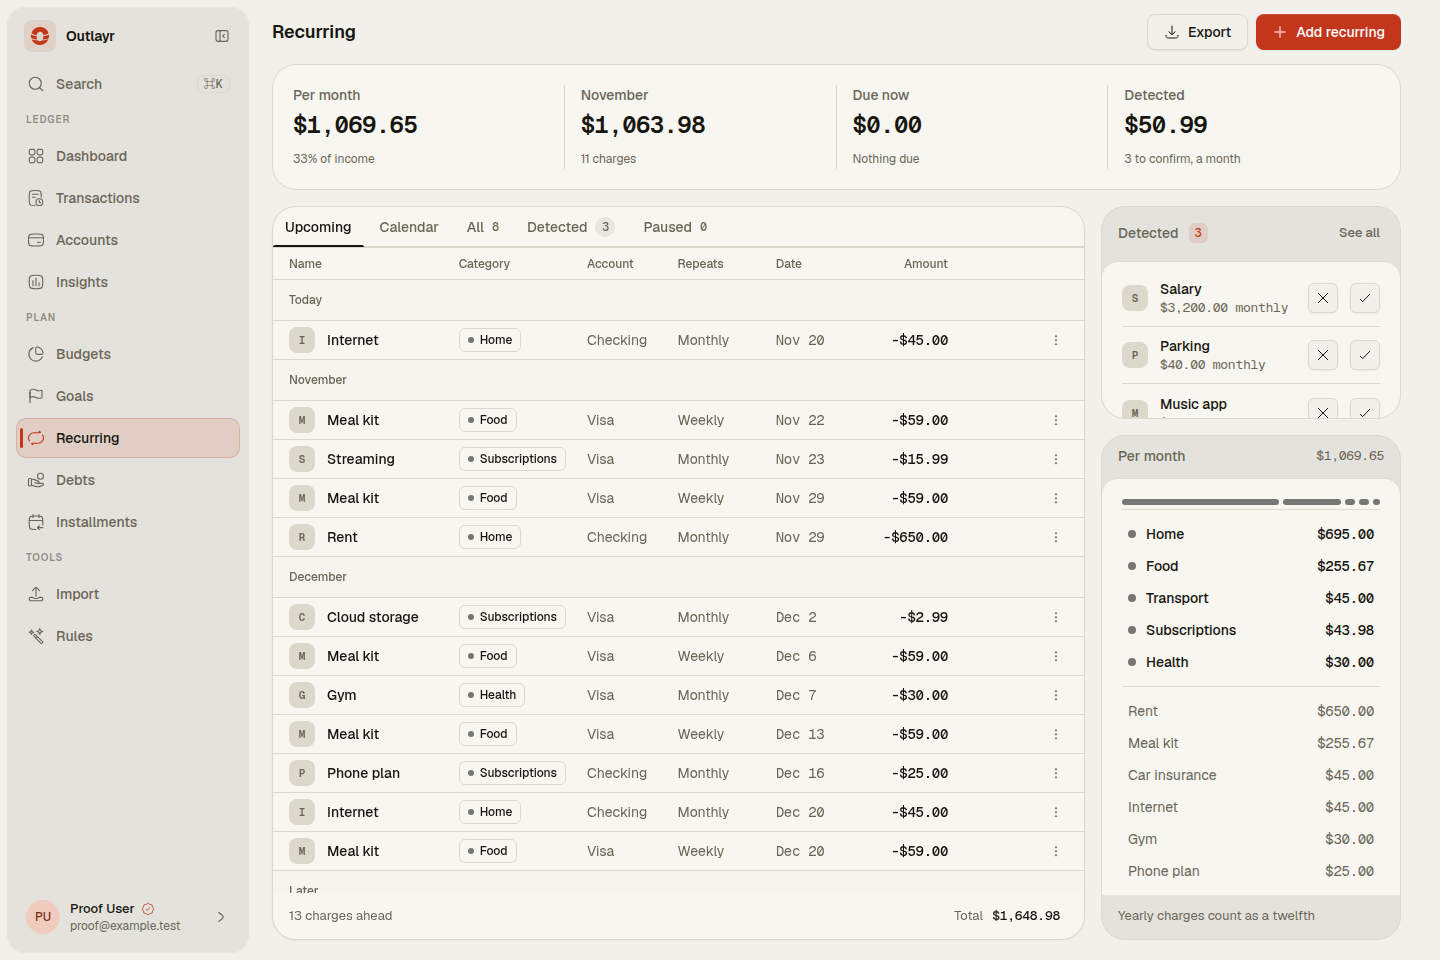 Outlayr
Search ⌘K
LEDGER
Dashboard
Transactions
Accounts
Insights
PLAN
Budgets
Goals
Recurring
Debts
Installments
TOOLS
Import
Rules
PU Proof User
proof@example.test
Recurring
Export
Add recurring
Per month
$1,069.65
33% of income
November
$1,063.98
11 charges
Due now
$0.00
Nothing due
Detected
$50.99
3 to confirm, a month
Upcoming Calendar All 8 Detected 3 Paused 0
Name Category Account Repeats Date Amount
Today
I Internet Home Checking Monthly Nov 20 -$45.00
November
M Meal kit Food Visa Weekly Nov 22 -$59.00
S Streaming Subscriptions Visa Monthly Nov 23 -$15.99
M Meal kit Food Visa Weekly Nov 29 -$59.00
R Rent Home Checking Monthly Nov 29 -$650.00
December
C Cloud storage Subscriptions Visa Monthly Dec 2 -$2.99
M Meal kit Food Visa Weekly Dec 6 -$59.00
G Gym Health Visa Monthly Dec 7 -$30.00
M Meal kit Food Visa Weekly Dec 13 -$59.00
P Phone plan Subscriptions Checking Monthly Dec 16 -$25.00
I Internet Home Checking Monthly Dec 20 -$45.00
M Meal kit Food Visa Weekly Dec 20 -$59.00
Later
13 charges ahead Total $1,648.98
Detected 3 See all
S Salary
$3,200.00 monthly
P Parking
$40.00 monthly
M Music app
Per month $1,069.65
Home $695.00
Food $255.67
Transport $45.00
Subscriptions $43.98
Health $30.00
Rent $650.00
Meal kit $255.67
Car insurance $45.00
Internet $45.00
Gym $30.00
Phone plan $25.00
Yearly charges count as a twelfth